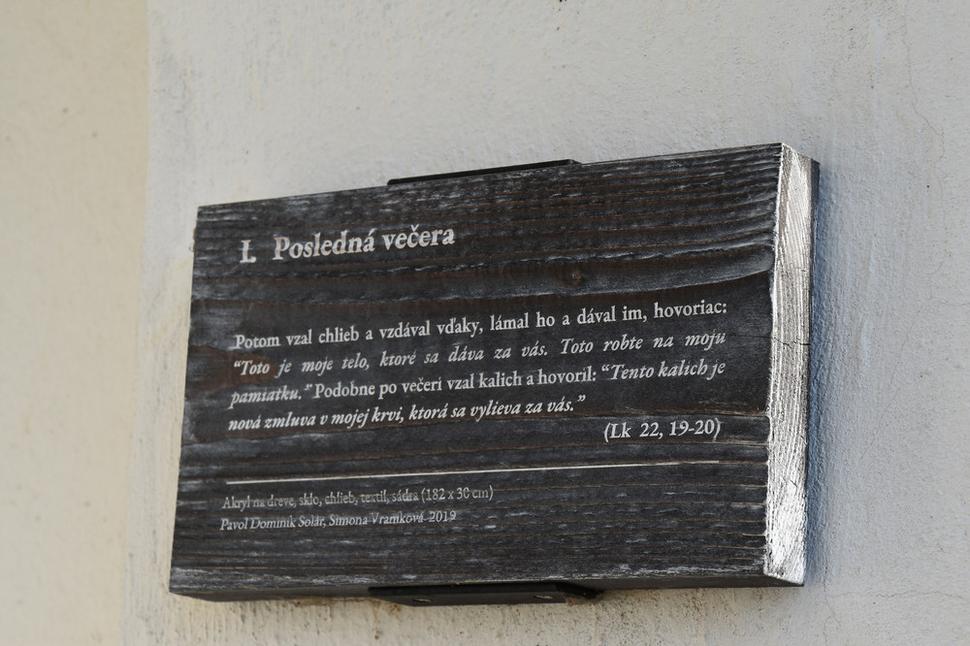 I. Posledná večera
Potom vzal chlieb a vzdával vďaky, lámal ho a dával im, hovoriac:
“Toto je moje telo, ktoré sa dáva za vás. Toto robte na moju
pamiatku.” Podobne po večeri vzal kalich a hovoril: “Tento kalich je
nová zmluva v mojej krvi, ktorá sa vylieva za vás.”
(Lk 22, 19-20)
Akryl na dreve, sklo, chlieb, textil, sadra (182 x 30 cm)
Pavol Dominik Solár, Simona Vramková 2019